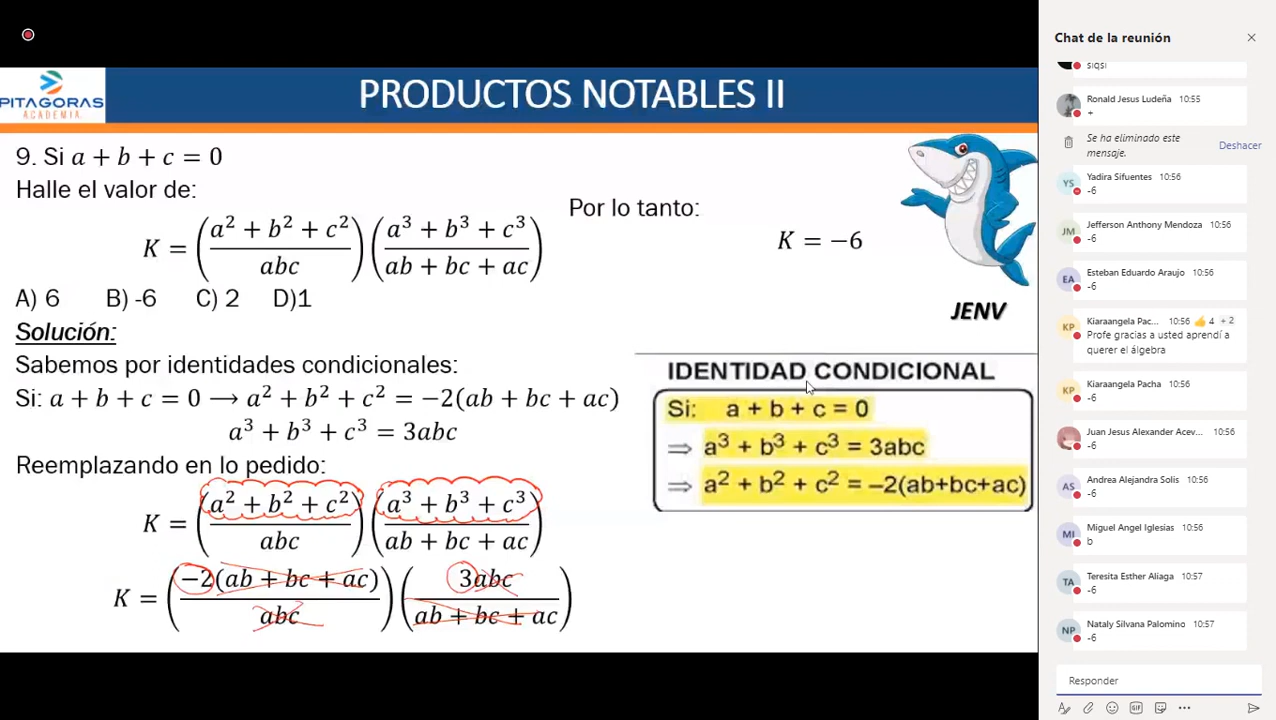 PITAGORAS
ACADEMIA
PRODUCTOS NOTABLES II
9. Si a + b + c = 0
Halle el valor de:
K = ((a² + b² + c²)/(abc)) ((a³ + b³ + c³)/(ab + bc + ac))
A) 6 B) -6 C) 2 D)1
Solución:
Sabemos por identidades condicionales:
Si: a + b + c = 0 → a² + b² + c² = −2(ab + bc + ac)
a³ + b³ + c³ = 3abc
Reemplazando en lo pedido:
K = ((a² + b² + c²)/(abc)) ((a³ + b³ + c³)/(ab + bc + ac))
K = ((−2(ab + bc + ac))/(abc)) ((3abc)/(ab + bc + ac))
Por lo tanto:
K = −6
JENV
IDENTIDAD CONDICIONAL
Si: a + b + c = 0
⇒ a³ + b³ + c³ = 3abc
⇒ a² + b² + c² = −2(ab+bc+ac)
Chat de la reunión
siqsi
Ronald Jesus Ludeña 10:55
+
Se ha eliminado este
mensaje.
Deshacer
YS
Yadira Sifuentes 10:56
-6
JM
Jefferson Anthony Mendoza 10:56
-6
EA
Esteban Eduardo Araujo 10:56
-6
KP
Kiaraangela Pac... 10:56 👍 4 + 2
Profe gracias a usted aprendí a
querer el álgebra
KP
Kiaraangela Pacha 10:56
-6
Juan Jesus Alexander Acev... 10:56
-6
AS
Andrea Alejandra Solis 10:56
-6
MI
Miguel Angel Iglesias 10:56
b
TA
Teresita Esther Aliaga 10:57
-6
NP
Nataly Silvana Palomino 10:57
-6
Responder
GIF